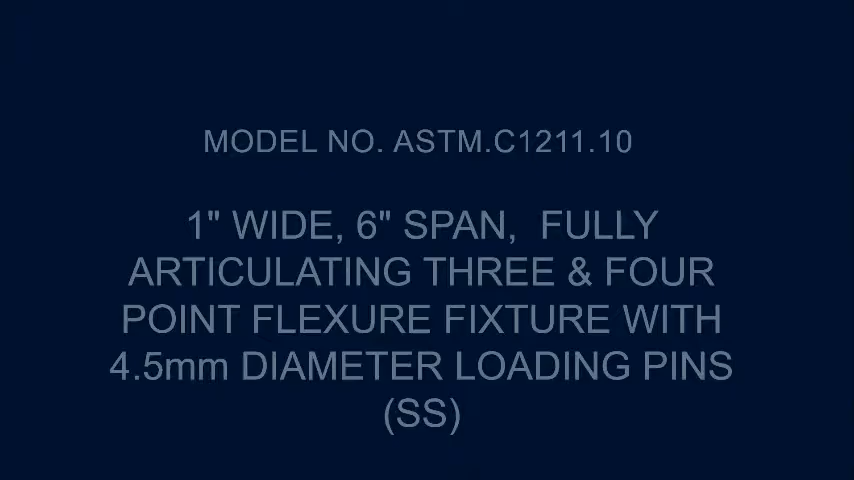 MODEL NO. ASTM.C1211.10
1" WIDE, 6" SPAN,  FULLY
ARTICULATING THREE & FOUR
POINT FLEXURE FIXTURE WITH
4.5mm DIAMETER LOADING PINS
(SS)